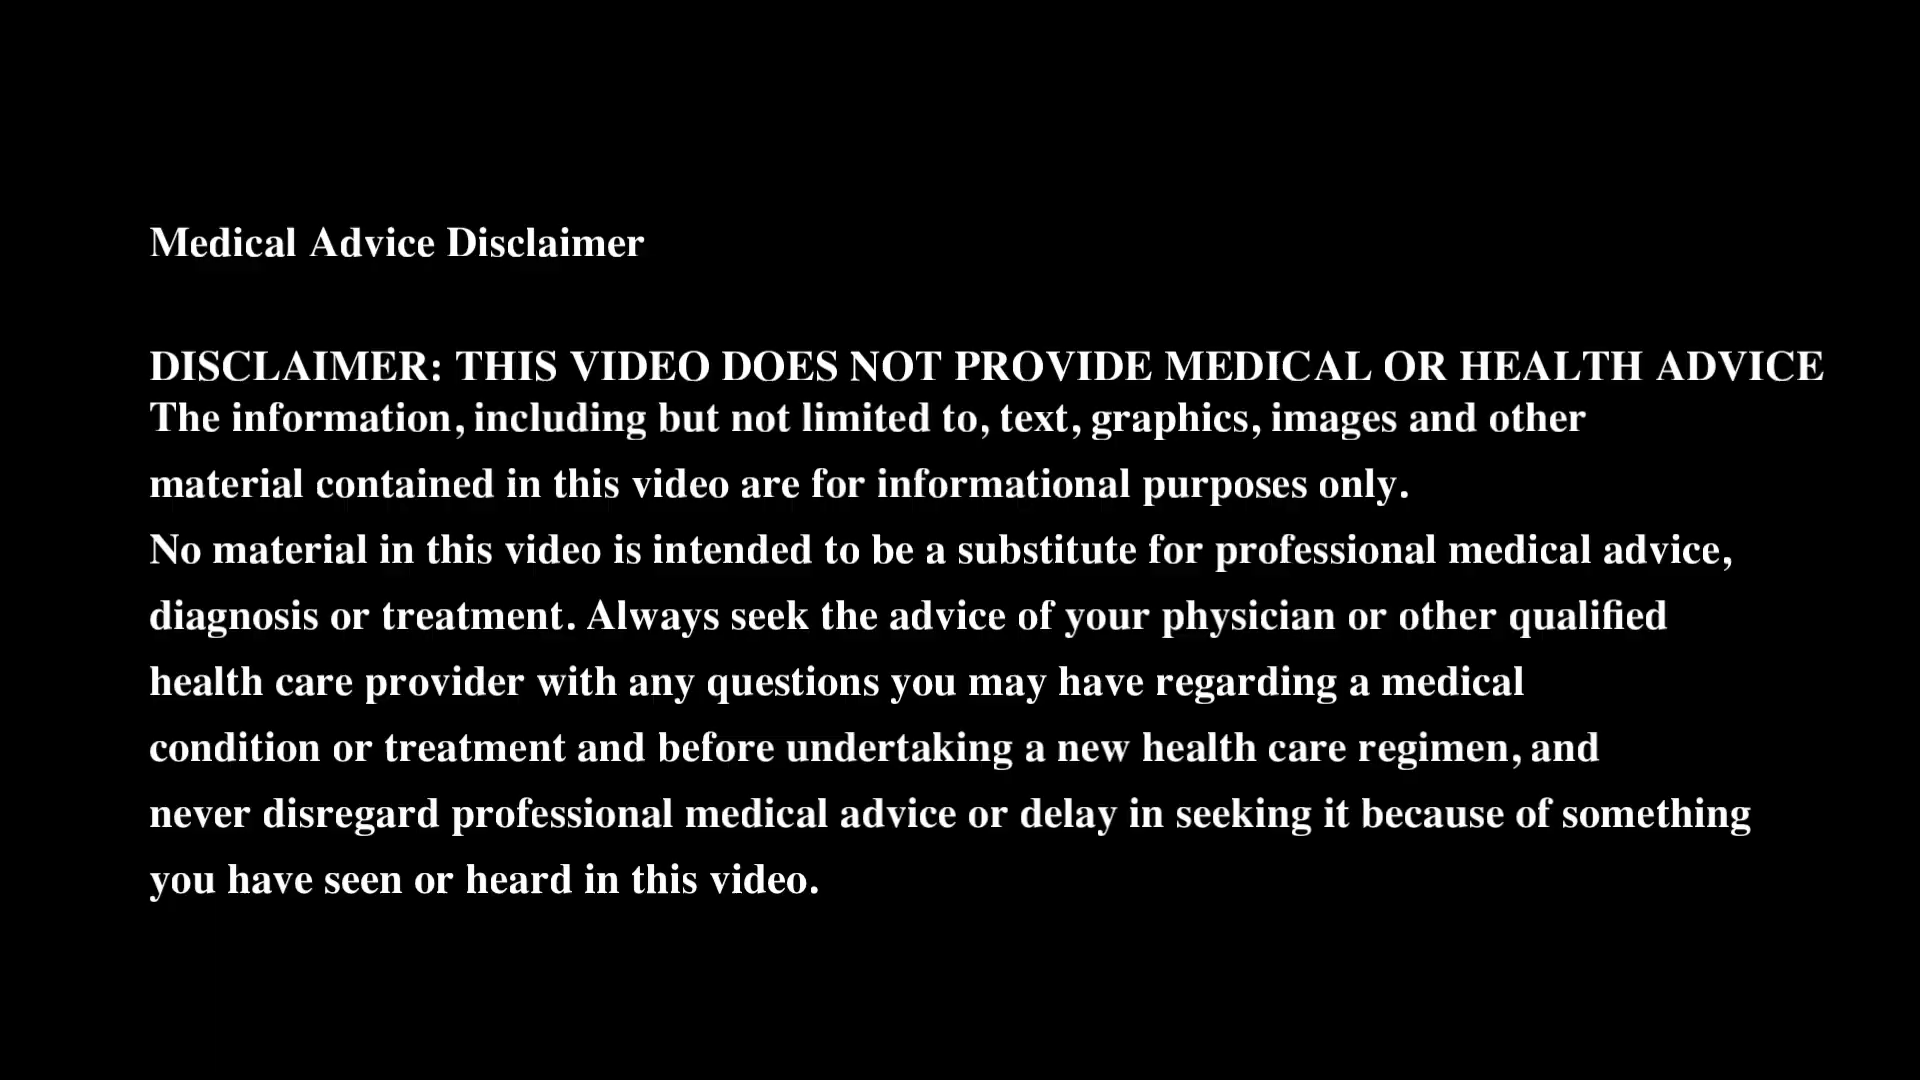 Medical Advice Disclaimer
DISCLAIMER: THIS VIDEO DOES NOT PROVIDE MEDICAL OR HEALTH ADVICE
The information, including but not limited to, text, graphics, images and other
material contained in this video are for informational purposes only.
No material in this video is intended to be a substitute for professional medical advice,
diagnosis or treatment. Always seek the advice of your physician or other qualified
health care provider with any questions you may have regarding a medical
condition or treatment and before undertaking a new health care regimen, and
never disregard professional medical advice or delay in seeking it because of something
you have seen or heard in this video.